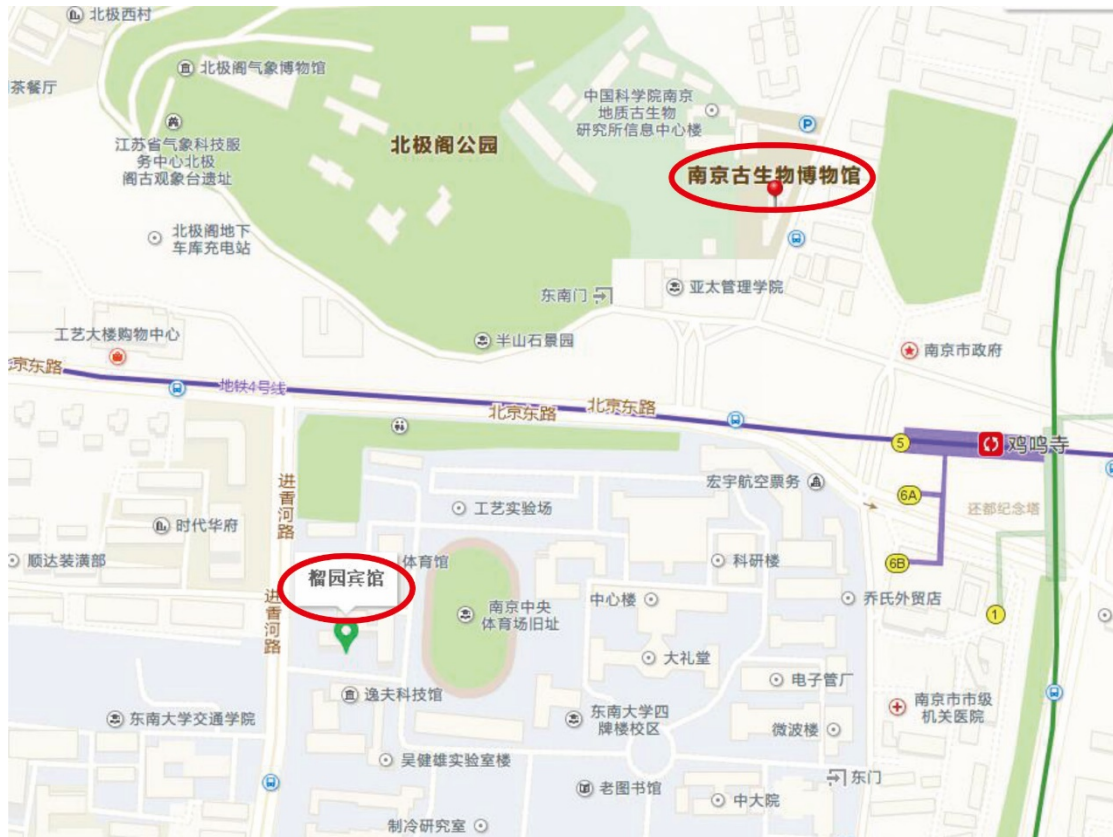 北极西村
北极阁气象博物馆
茶餐厅
中国科学院南京
地质古生物
研究所信息中心楼
P
江苏省气象科技服
务中心北极
阁古观象台遗址
北极阁公园
南京古生物博物馆
北极阁地下
车库充电站
东南门
亚太管理学院
工艺大楼购物中心
半山石景园
南京市政府
京东路
地铁4号线
北京东路
北京东路
5
鸡鸣寺
进香河路
宏宇航空票务
6A
还都纪念塔
时代华府
工艺实验场
顺达装潢部
体育馆
科研楼
6B
榴园宾馆
进香河路
南京中央
体育场旧址
中心楼
乔氏外贸店
1
大礼堂
电子管厂
逸夫科技馆
东南大学交通学院
东南大学四
牌楼校区
微波楼
南京市市级
机关医院
吴健雄实验室楼
东门
老图书馆
中大院
制冷研究室